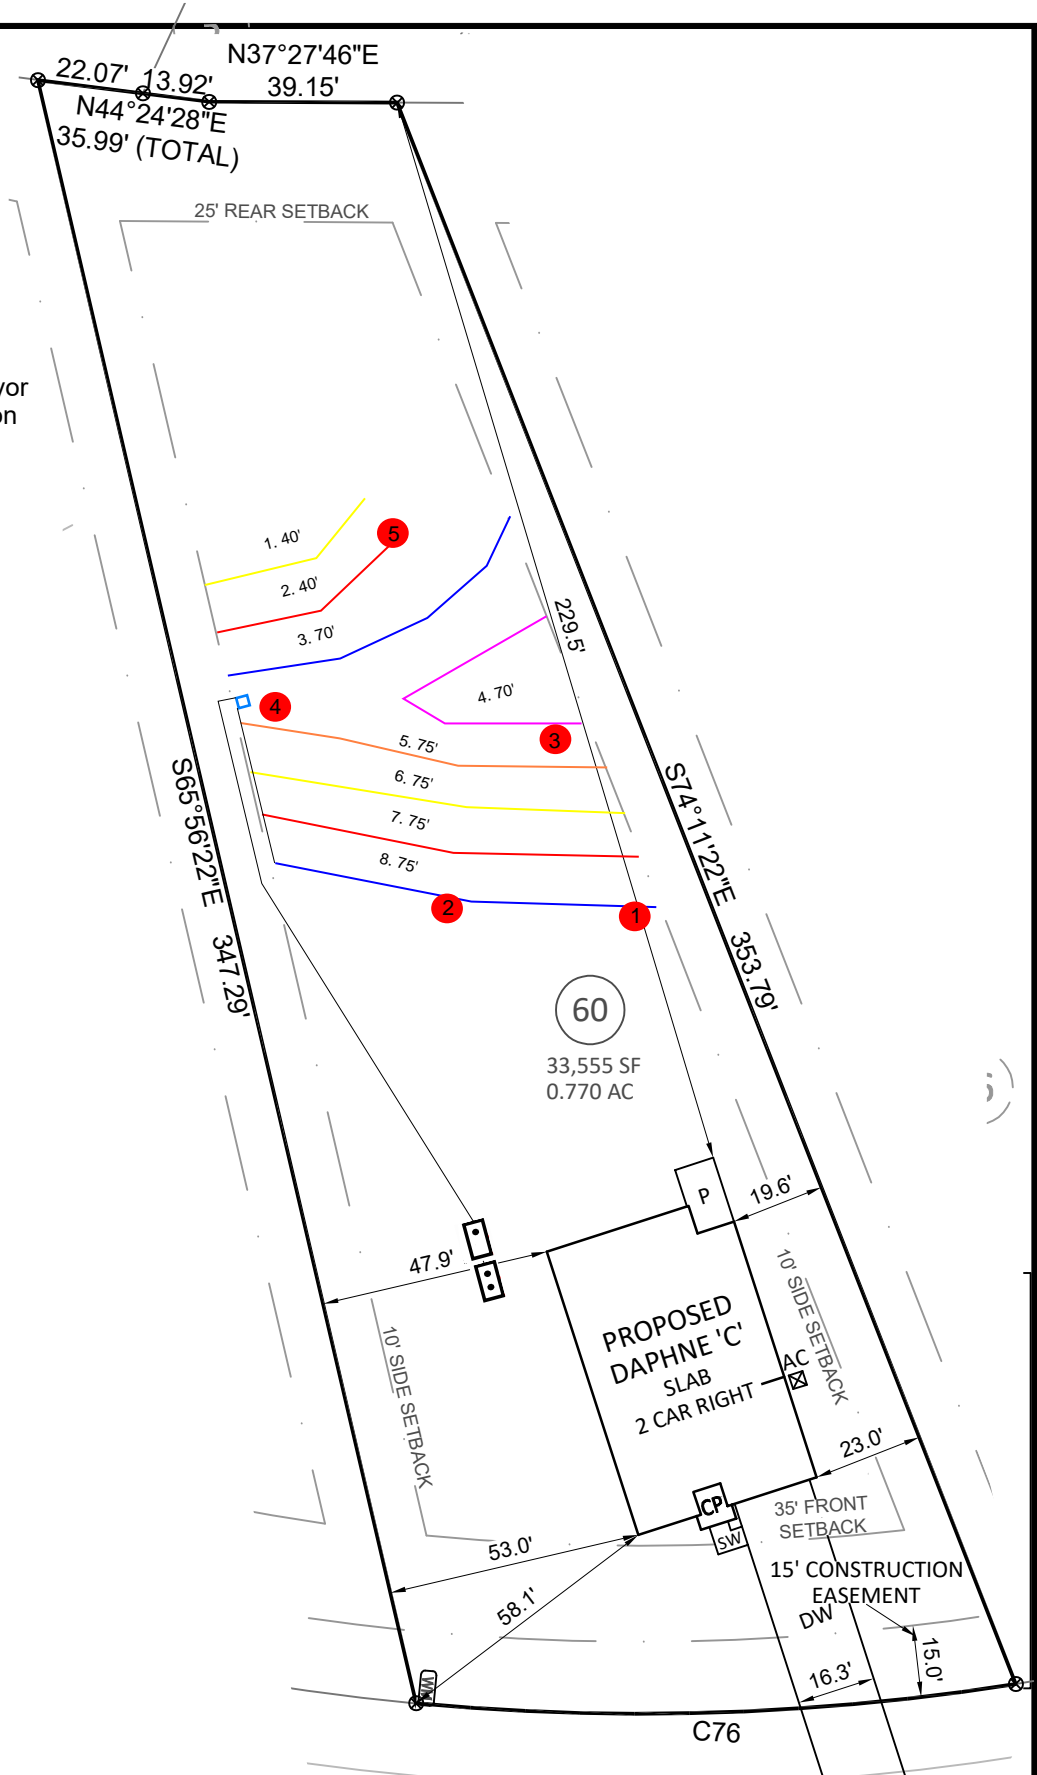 N37°27'46"E
39.15'
22.07'
13.92'
N44°24'28"E
35.99' (TOTAL)
25' REAR SETBACK
1. 40'
5
2. 40'
3. 70'
229.5'
4. 70'
4
3
5. 75'
6. 75'
7. 75'
8. 75'
2
1
S65°56'22"E 347.29'
S74°11'22"E 353.79'
60
33,555 SF
0.770 AC
P
19.6'
47.9'
10' SIDE SETBACK
10' SIDE SETBACK
PROPOSED
DAPHNE 'C'
SLAB
2 CAR RIGHT
AC
23.0'
CP
SW
35' FRONT
SETBACK
53.0'
58.1'
15' CONSTRUCTION
EASEMENT
DW
15.0'
16.3'
WM
C76